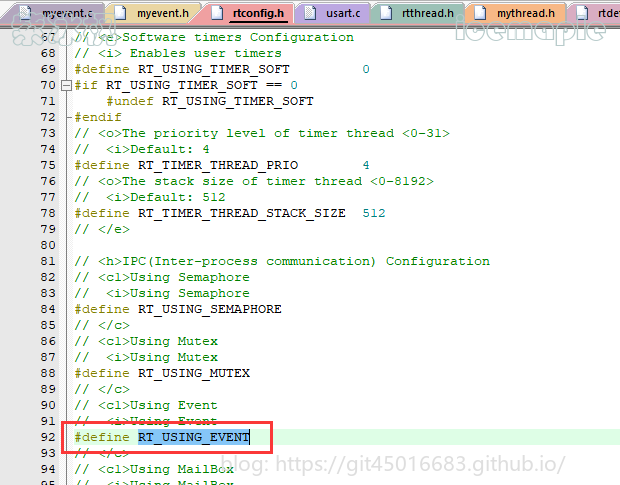 myevent.c myevent.h rtconfig.h usart.c rtthread.h mythread.h rtde
icemaple
67 // <e>Software timers Configuration
68 // <i> Enables user timers
69 #define RT_USING_TIMER_SOFT 0
70 #if RT_USING_TIMER_SOFT == 0
71 #undef RT_USING_TIMER_SOFT
72 #endif
73 // <o>The priority level of timer thread <0-31>
74 // <i>Default: 4
75 #define RT_TIMER_THREAD_PRIO 4
76 // <o>The stack size of timer thread <0-8192>
77 // <i>Default: 512
78 #define RT_TIMER_THREAD_STACK_SIZE 512
79 // </e>
80
81 // <h>IPC(Inter-process communication) Configuration
82 // <c1>Using Semaphore
83 // <i>Using Semaphore
84 #define RT_USING_SEMAPHORE
85 // </c>
86 // <c1>Using Mutex
87 // <i>Using Mutex
88 #define RT_USING_MUTEX
89 // </c>
90 // <c1>Using Event
91 // <i>Using Event
92 #define RT_USING_EVENT
93 // </c>
94 // <c1>Using MailBox
95 // <i>Using MailBox
blog: https://git45016683.github.io/